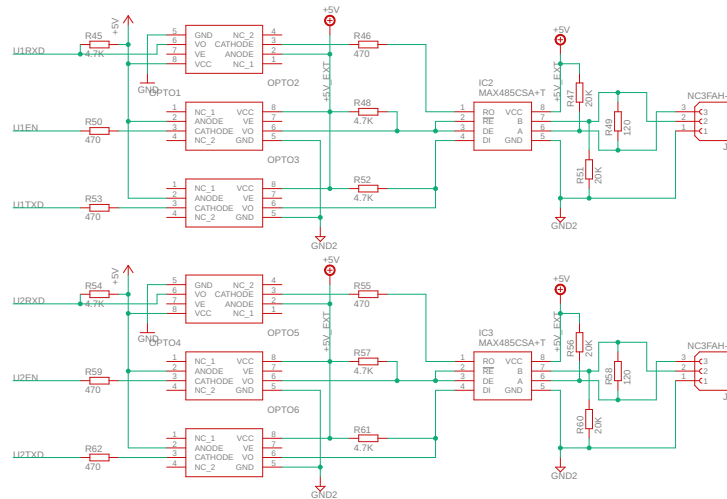 +5V
+5V
+5V
R45
U1RXD
4.7K
5 GND NC_2 4
6 VO CATHODE 3
7 VE ANODE 2
8 VCC NC_1 1
R46
470
GND
OPTO1
OPTO2
+5V_EXT
IC2
MAX485CSA+T
+5V_EXT
R47
20K
NC3FAH-
R50
U1EN
470
1 NC_1 VCC 8
2 ANODE VE 7
3 CATHODE VO 6
4 NC_2 GND 5
R48
4.7K
1 RO VCC 8
2 RE B 7
3 DE A 6
4 DI GND 5
R49
120
3 3
2 2
1 1
J
OPTO3
R51
20K
R53
U1TXD
470
1 NC_1 VCC 8
2 ANODE VE 7
3 CATHODE VO 6
4 NC_2 GND 5
R52
4.7K
GND2
GND2
+5V
+5V
+5V
R54
U2RXD
4.7K
5 GND NC_2 4
6 VO CATHODE 3
7 VE ANODE 2
8 VCC NC_1 1
R55
470
GND
OPTO4
OPTO5
+5V_EXT
IC3
MAX485CSA+T
+5V_EXT
R56
20K
NC3FAH-
R59
U2EN
470
1 NC_1 VCC 8
2 ANODE VE 7
3 CATHODE VO 6
4 NC_2 GND 5
R57
4.7K
1 RO VCC 8
2 RE B 7
3 DE A 6
4 DI GND 5
R58
120
3 3
2 2
1 1
J
OPTO6
R60
20K
R62
U2TXD
470
1 NC_1 VCC 8
2 ANODE VE 7
3 CATHODE VO 6
4 NC_2 GND 5
R61
4.7K
GND2
GND2